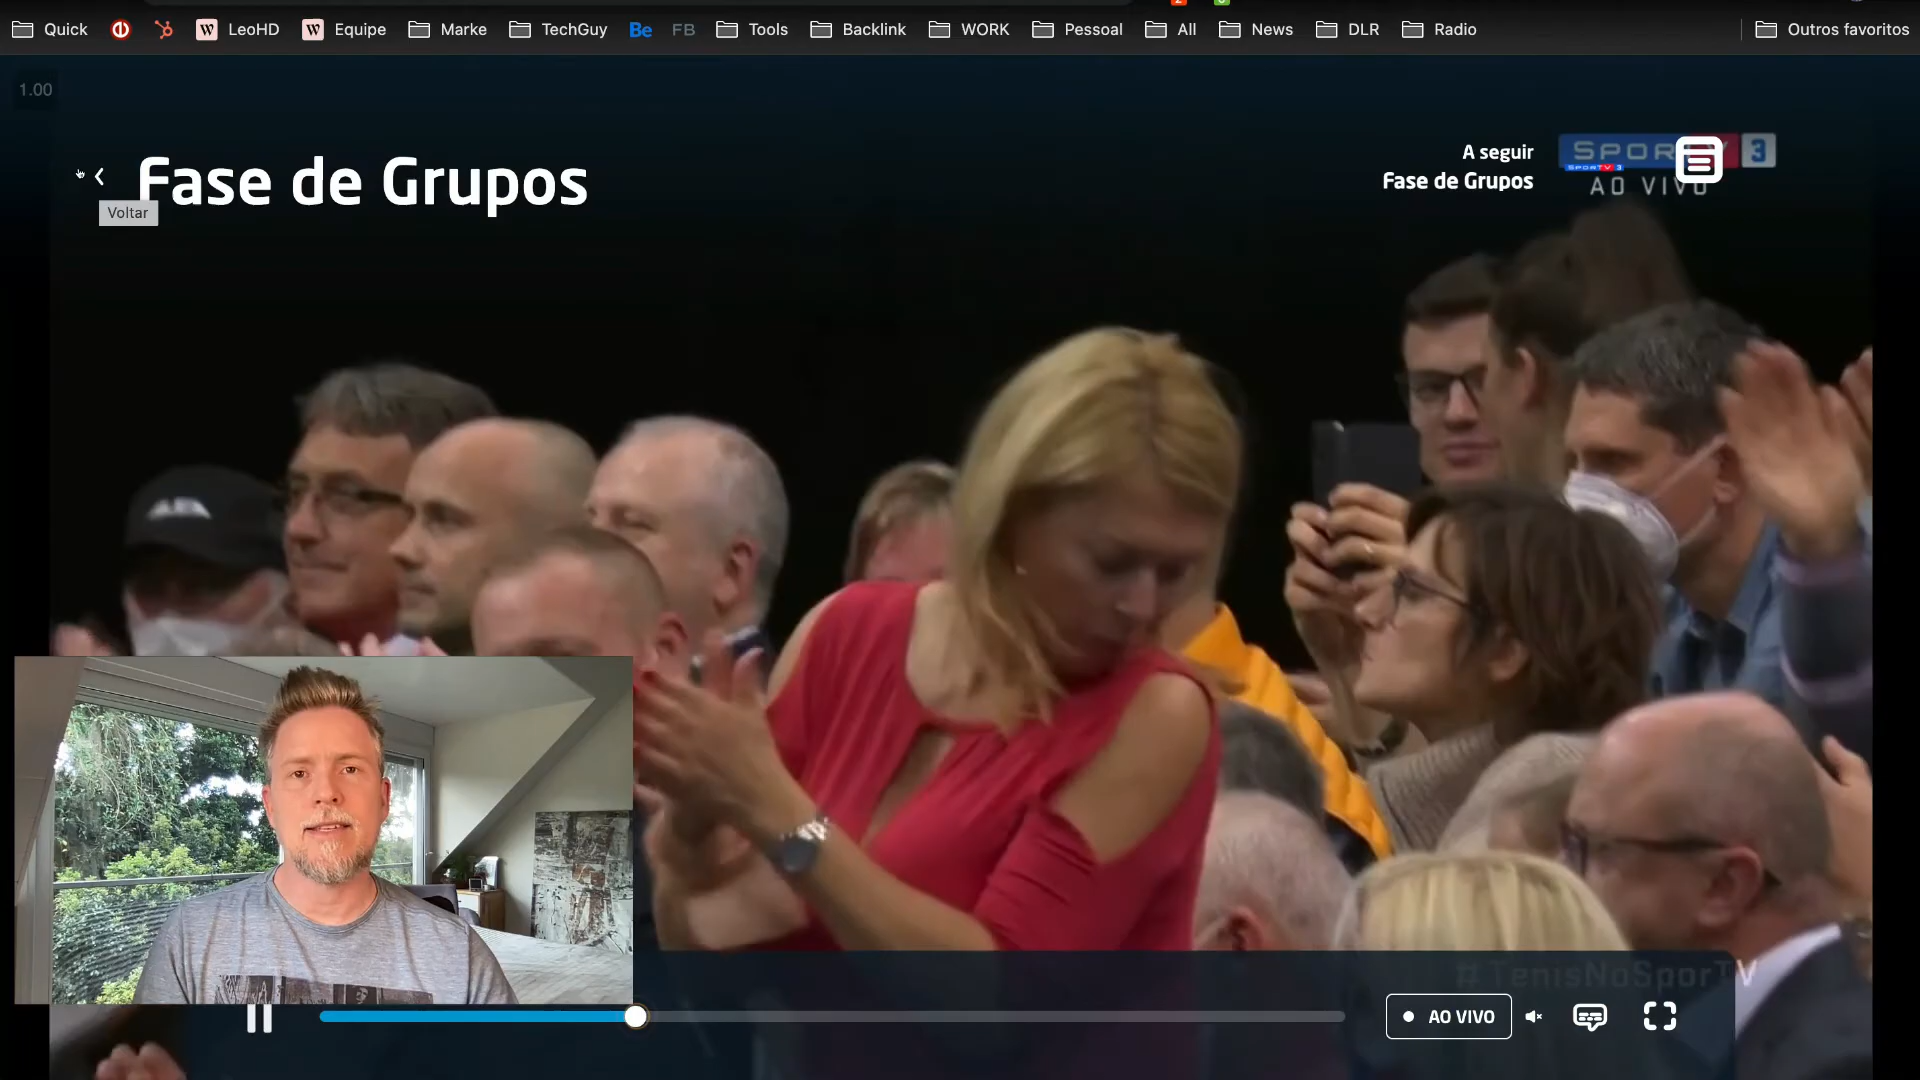 Quick
LeoHD
Equipe
Marke
TechGuy
Be
FB
Tools
Backlink
WORK
Pessoal
All
News
DLR
Radio
Outros favoritos
1.00
Fase de Grupos
Voltar
A seguir
Fase de Grupos
SPORTV 3
AO VIVO
#TenisNoSporTV
AO VIVO